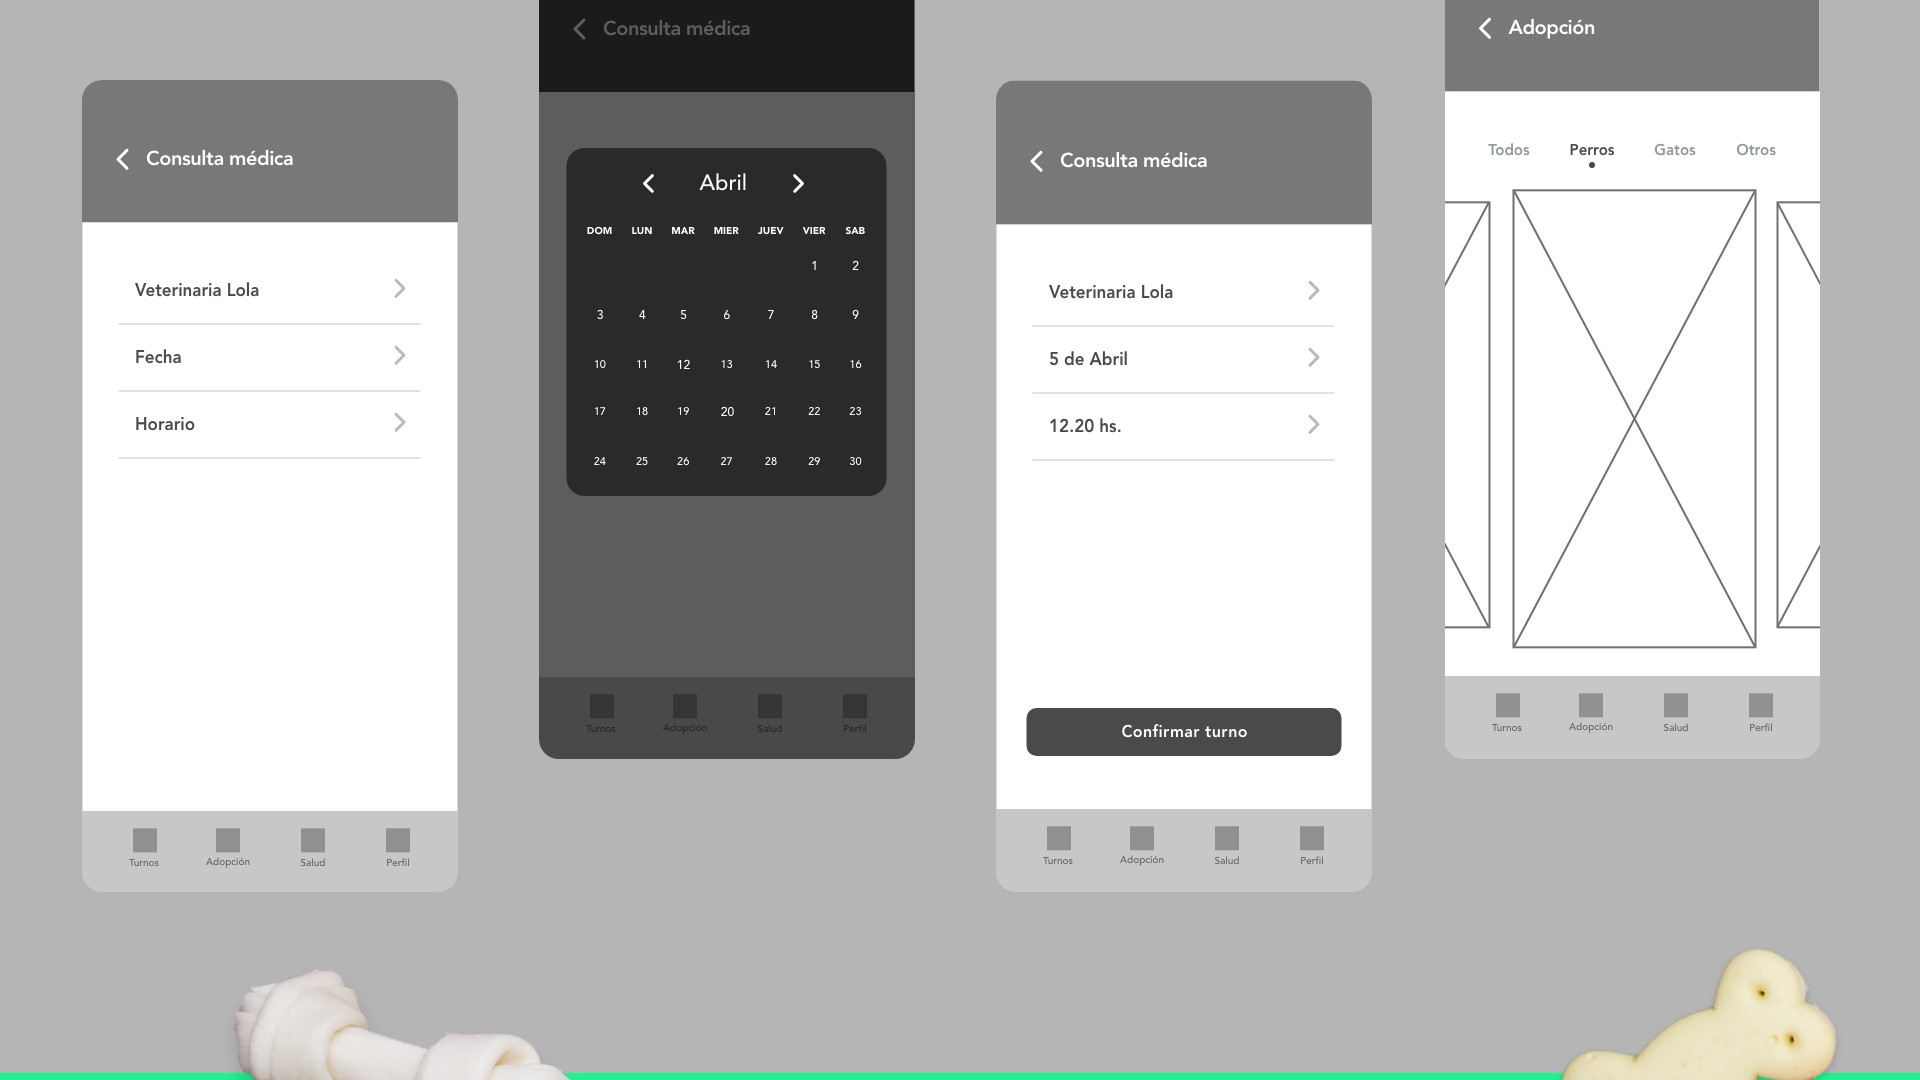 Consulta médica
Veterinaria Lola
Fecha
Horario
Turnos Adopción Salud Perfil
Consulta médica
Abril
DOM LUN MAR MIER JUEV VIER SAB
1 2
3 4 5 6 7 8 9
10 11 12 13 14 15 16
17 18 19 20 21 22 23
24 25 26 27 28 29 30
Turnos Adopción Salud Perfil
Consulta médica
Veterinaria Lola
5 de Abril
12.20 hs.
Confirmar turno
Turnos Adopción Salud Perfil
Adopción
Todos Perros Gatos Otros
Turnos Adopción Salud Perfil